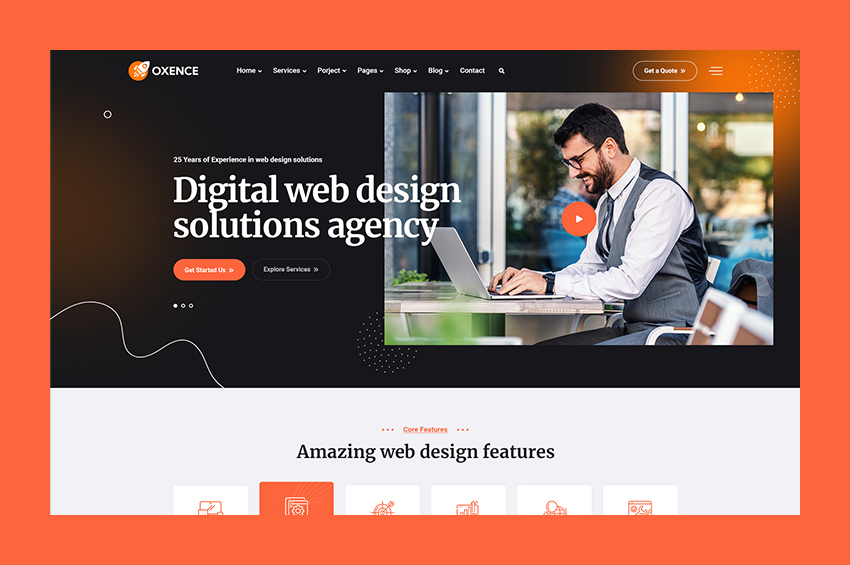 OXENCE
Home Services Porject Pages Shop Blog Contact
Get a Quote »
25 Years of Experience in web design solutions
Digital web design
solutions agency
Get Started Us »
Explore Services »
Core Features
Amazing web design features